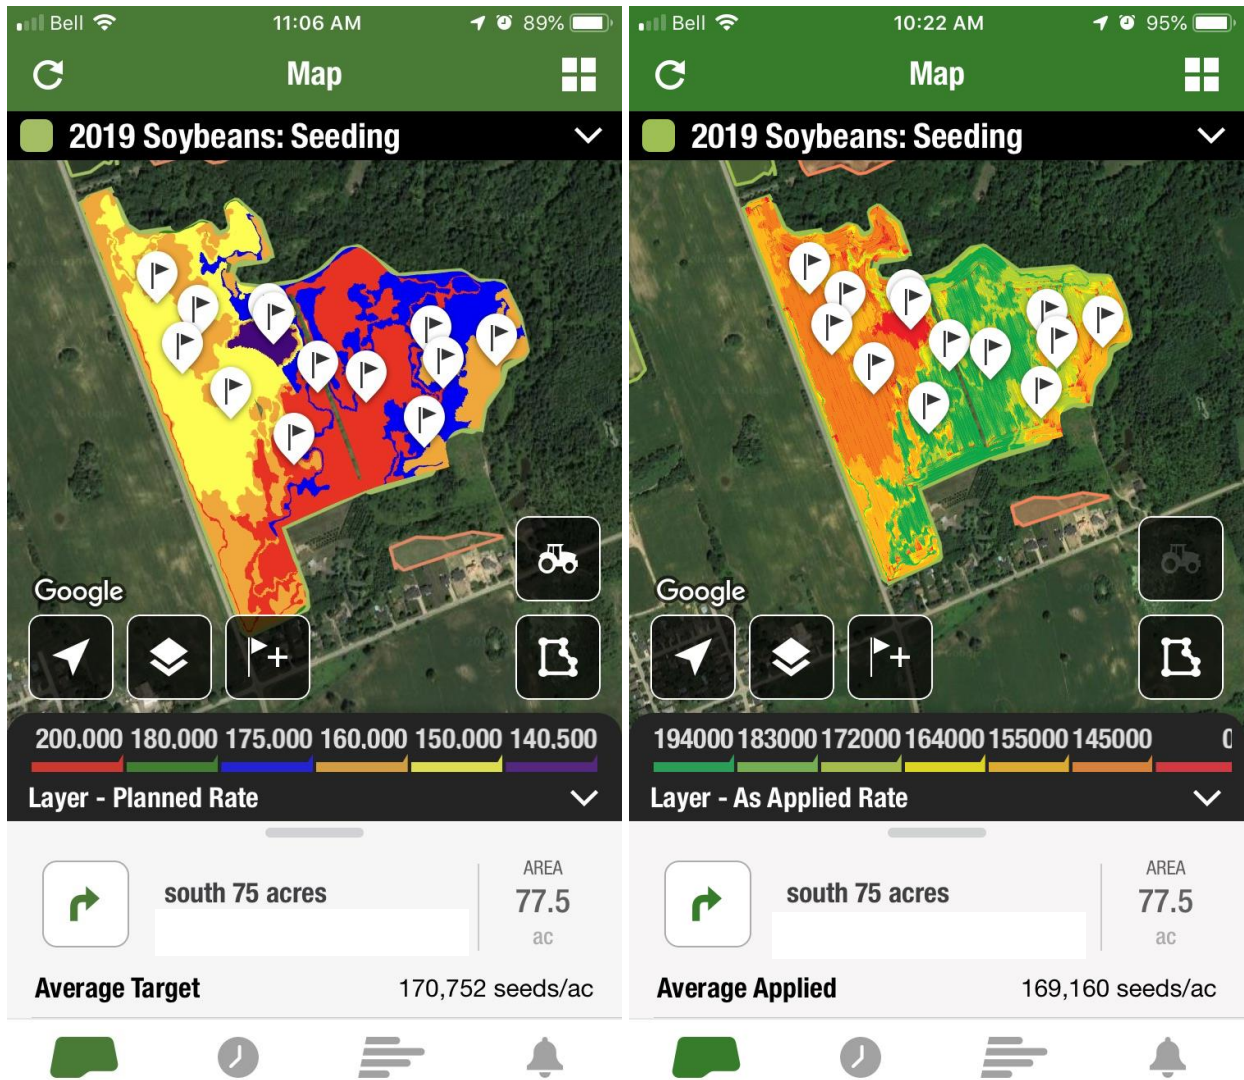 Bell 11:06 AM 89%
Map
2019 Soybeans: Seeding
Google
200,000 180,000 175,000 160,000 150,000 140,500
Layer - Planned Rate
south 75 acres
AREA
77.5
ac
Average Target 170,752 seeds/ac
Bell 10:22 AM 95%
Map
2019 Soybeans: Seeding
Google
194000 183000 172000 164000 155000 145000 0
Layer - As Applied Rate
south 75 acres
AREA
77.5
ac
Average Applied 169,160 seeds/ac